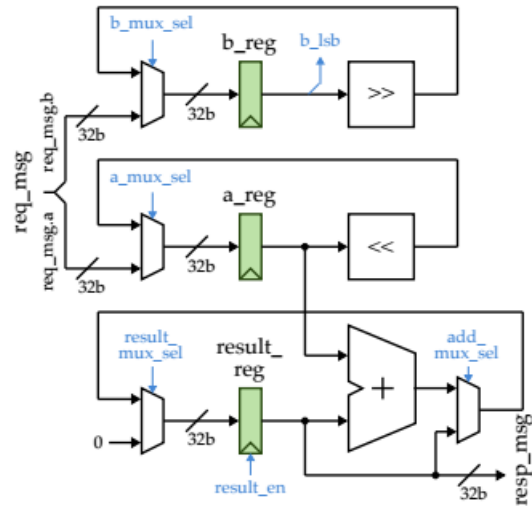 b_mux_sel
b_reg
b_lsb
>>
32b
32b
req_msg.b
req_msg
req_msg.a
a_mux_sel
a_reg
<<
32b
32b
result_
mux_sel
result_
reg
add_
mux_sel
+
0
32b
result_en
32b
resp_msg